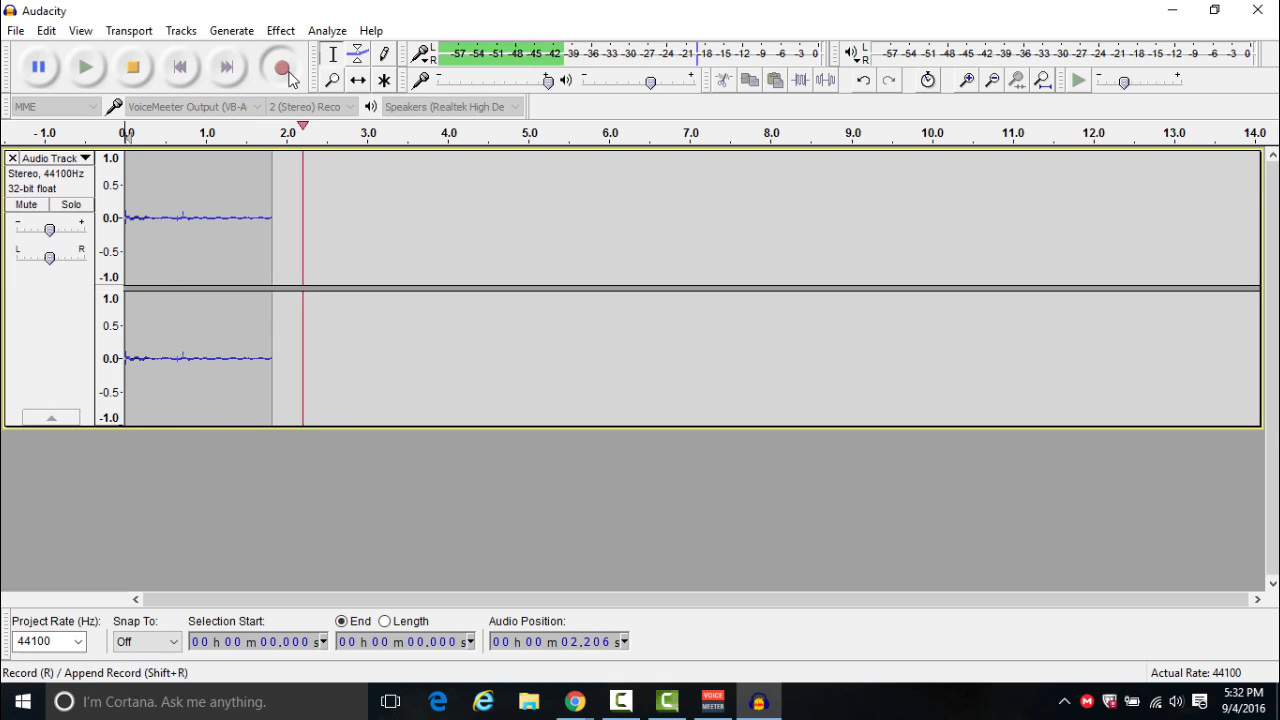 Audacity
File Edit View Transport Tracks Generate Effect Analyze Help
L R -57 -54 -51 -48 -45 -42 -39 -36 -33 -30 -27 -24 -21 -18 -15 -12 -9 -6 -3 0 L R -57 -54 -51 -48 -45 -42 -39 -36 -33 -30 -27 -24 -21 -18 -15 -12 -9 -6 -3 0
MME VoiceMeeter Output (VB-A 2 (Stereo) Reco Speakers (Realtek High De
- 1.0 0.0 1.0 2.0 3.0 4.0 5.0 6.0 7.0 8.0 9.0 10.0 11.0 12.0 13.0 14.0
Audio Track 1.0
Stereo, 44100Hz
32-bit float 0.5
Mute Solo
- + 0.0
L R -0.5
-1.0
1.0
0.5
0.0
-0.5
-1.0
Project Rate (Hz): Snap To: Selection Start: End Length Audio Position:
44100 Off 00 h 00 m 00.000 s 00 h 00 m 00.000 s 00 h 00 m 02.206 s
Record (R) / Append Record (Shift+R) Actual Rate: 44100
I'm Cortana. Ask me anything. VOICE MEETER 5:32 PM
9/4/2016